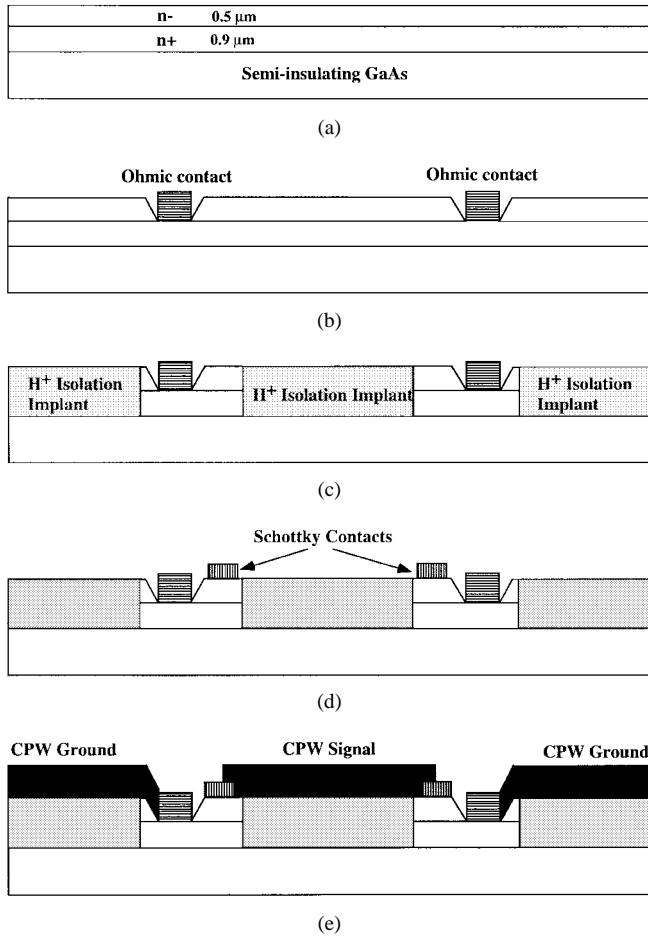 n- 0.5 μm
n+ 0.9 μm
Semi-insulating GaAs
(a)
Ohmic contact Ohmic contact
(b)
H+ Isolation
Implant
H+ Isolation Implant
H+ Isolation
Implant
(c)
Schottky Contacts
(d)
CPW Ground CPW Signal CPW Ground
(e)